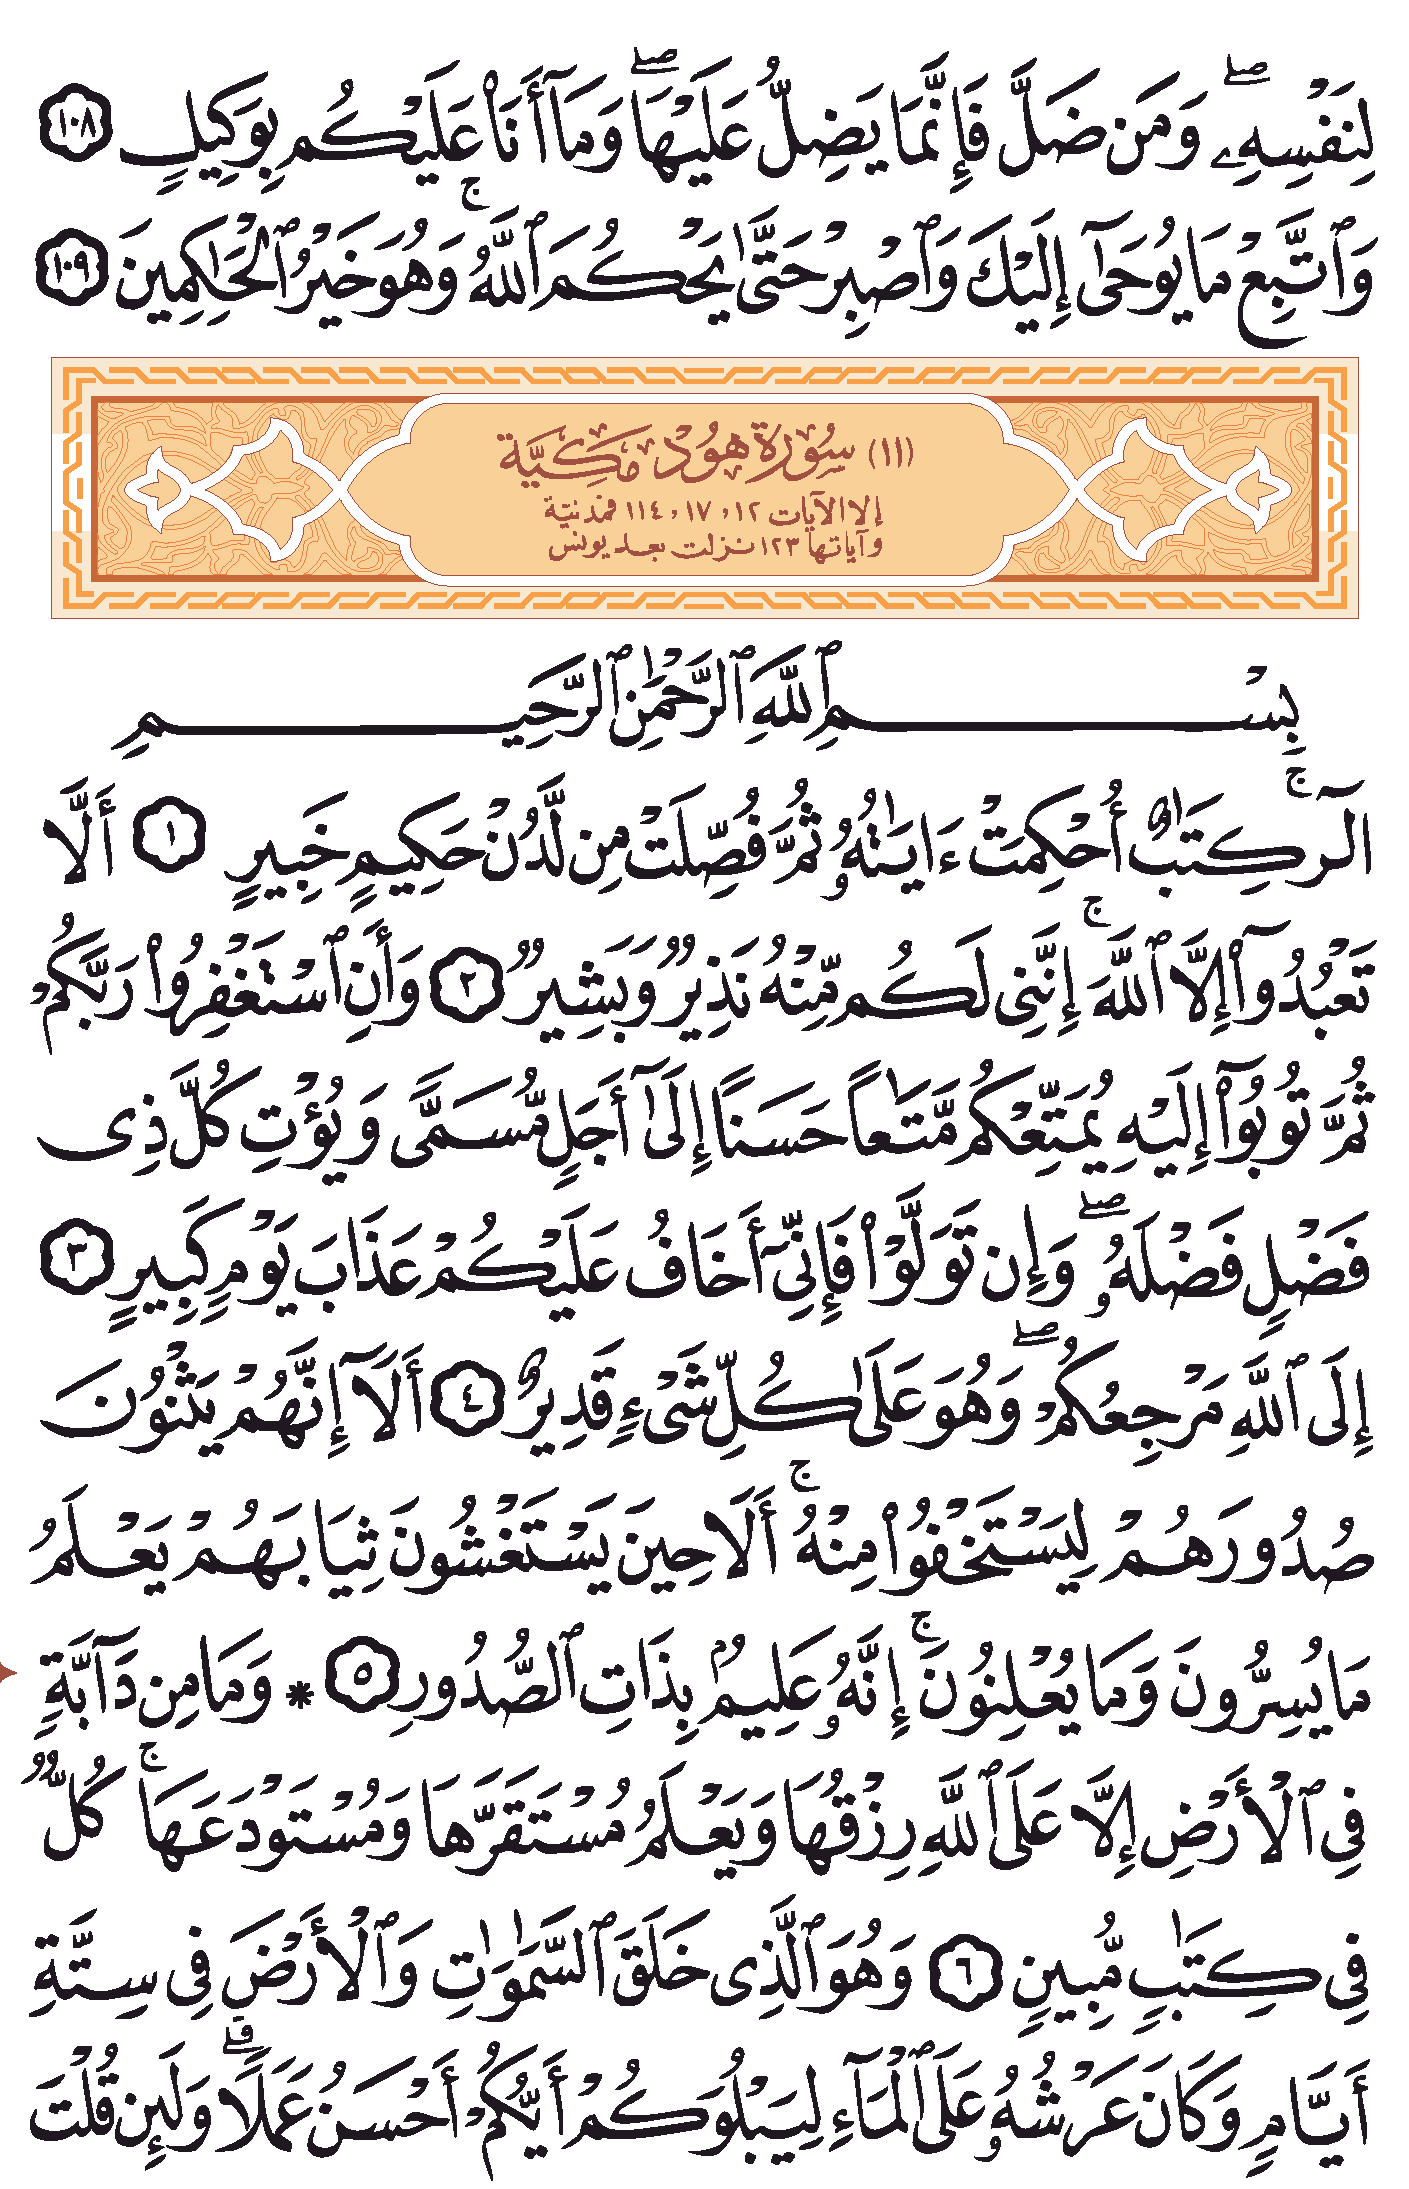 لِنَفْسِهِۦۖ وَمَن ضَلَّ فَإِنَّمَا يَضِلُّ عَلَيْهَاۖ وَمَآ أَنَا۠ عَلَيْكُم بِوَكِيلٍ ١٠٨
وَٱتَّبِعْ مَا يُوحَىٰٓ إِلَيْكَ وَٱصْبِرْ حَتَّىٰ يَحْكُمَ ٱللَّهُۚ وَهُوَ خَيْرُ ٱلْحَٰكِمِينَ ١٠٩
(١١) سُورَة هُود مَكِّيَّة
إلا الآيات ١٢، ١٧، ١١٤ فمدنيّة
وآياتها ١٢٣ نزلت بعد يونس
بِسْمِ ٱللَّهِ ٱلرَّحْمَٰنِ ٱلرَّحِيمِ
الٓرۚ كِتَٰبٌ أُحْكِمَتْ ءَايَٰتُهُۥ ثُمَّ فُصِّلَتْ مِن لَّدُنْ حَكِيمٍ خَبِيرٍ ١ أَلَّا
تَعْبُدُوٓا۟ إِلَّا ٱللَّهَۚ إِنَّنِى لَكُم مِّنْهُ نَذِيرٌ وَبَشِيرٌ ٢ وَأَنِ ٱسْتَغْفِرُوا۟ رَبَّكُمْ
ثُمَّ تُوبُوٓا۟ إِلَيْهِ يُمَتِّعْكُم مَّتَٰعًا حَسَنًا إِلَىٰٓ أَجَلٍ مُّسَمًّى وَيُؤْتِ كُلَّ ذِى
فَضْلٍ فَضْلَهُۥۖ وَإِن تَوَلَّوْا۟ فَإِنِّىٓ أَخَافُ عَلَيْكُمْ عَذَابَ يَوْمٍ كَبِيرٍ ٣
إِلَى ٱللَّهِ مَرْجِعُكُمْۖ وَهُوَ عَلَىٰ كُلِّ شَىْءٍ قَدِيرٌ ٤ أَلَآ إِنَّهُمْ يَثْنُونَ
صُدُورَهُمْ لِيَسْتَخْفُوا۟ مِنْهُۚ أَلَا حِينَ يَسْتَغْشُونَ ثِيَابَهُمْ يَعْلَمُ
مَا يُسِرُّونَ وَمَا يُعْلِنُونَۚ إِنَّهُۥ عَلِيمٌۢ بِذَاتِ ٱلصُّدُورِ ٥ * وَمَا مِن دَآبَّةٍ
فِى ٱلْأَرْضِ إِلَّا عَلَى ٱللَّهِ رِزْقُهَا وَيَعْلَمُ مُسْتَقَرَّهَا وَمُسْتَوْدَعَهَاۚ كُلٌّ
فِى كِتَٰبٍ مُّبِينٍ ٦ وَهُوَ ٱلَّذِى خَلَقَ ٱلسَّمَٰوَٰتِ وَٱلْأَرْضَ فِى سِتَّةِ
أَيَّامٍ وَكَانَ عَرْشُهُۥ عَلَى ٱلْمَآءِ لِيَبْلُوَكُمْ أَيُّكُمْ أَحْسَنُ عَمَلًاۗ وَلَئِن قُلْتَ